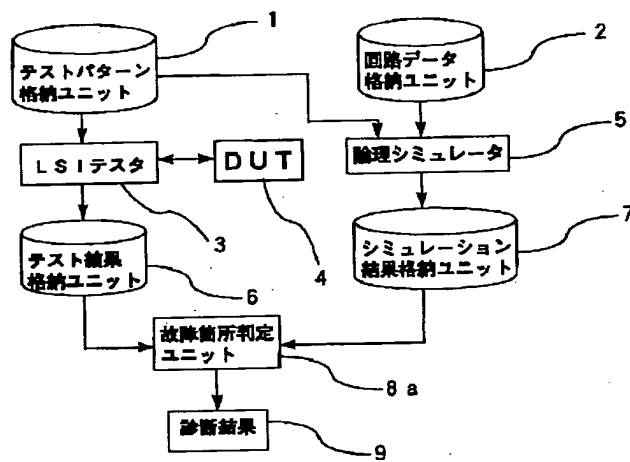 1
テストパターン
格納ユニット
2
回路データ
格納ユニット
5
LSIテスタ
DUT
論理シミュレータ
3
4
7
テスト結果
格納ユニット
6
シミュレーション
結果格納ユニット
故障箇所判定
ユニット
8a
診断結果
9